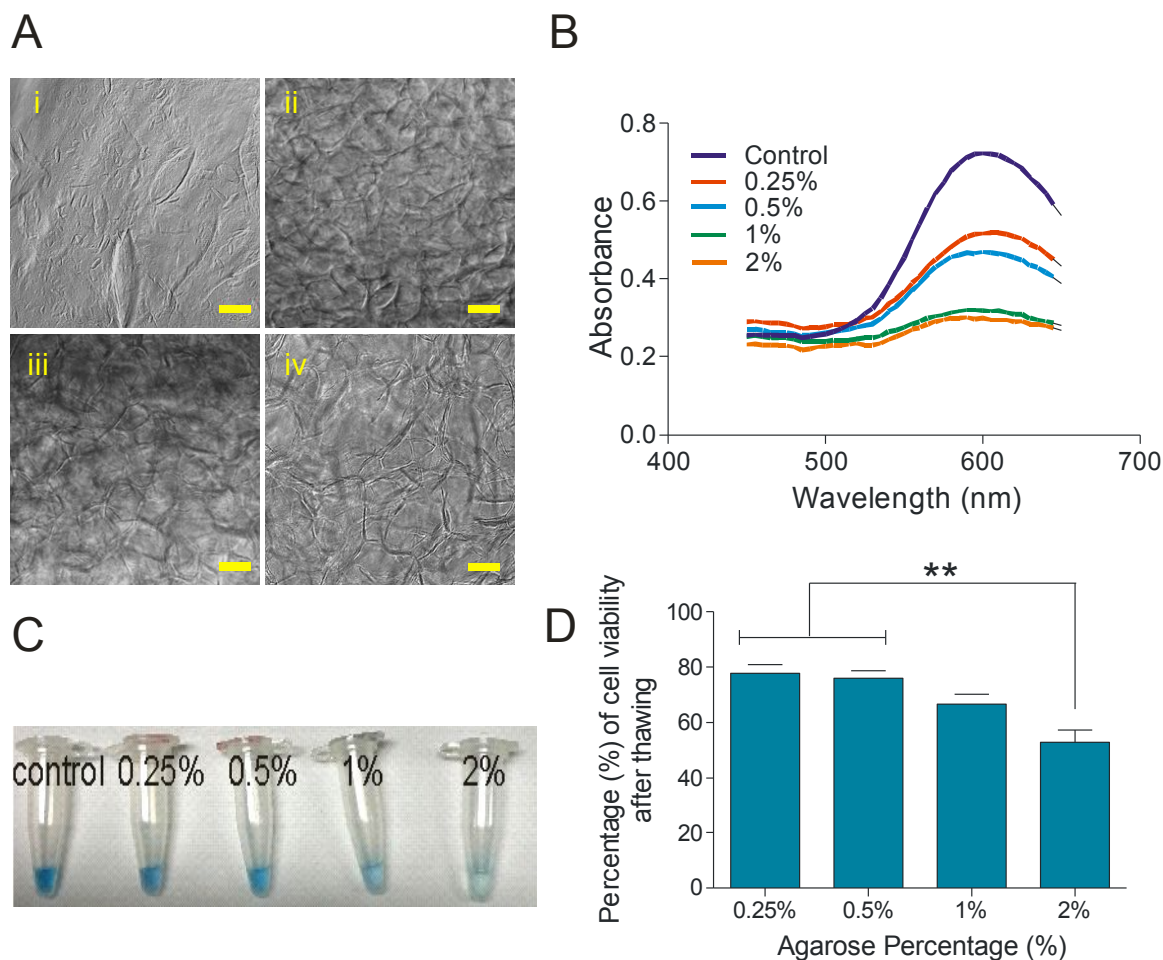 A
i
ii
iii
iv
B
0.8
0.6
0.4
0.2
0.0
Control
0.25%
0.5%
1%
2%
Absorbance
400
500
600
700
Wavelength (nm)
C
control 0.25% 0.5% 1% 2%
D
**
Percentage (%) of cell viability
after thawing
100
80
60
40
20
0
0.25%
0.5%
1%
2%
Agarose Percentage (%)